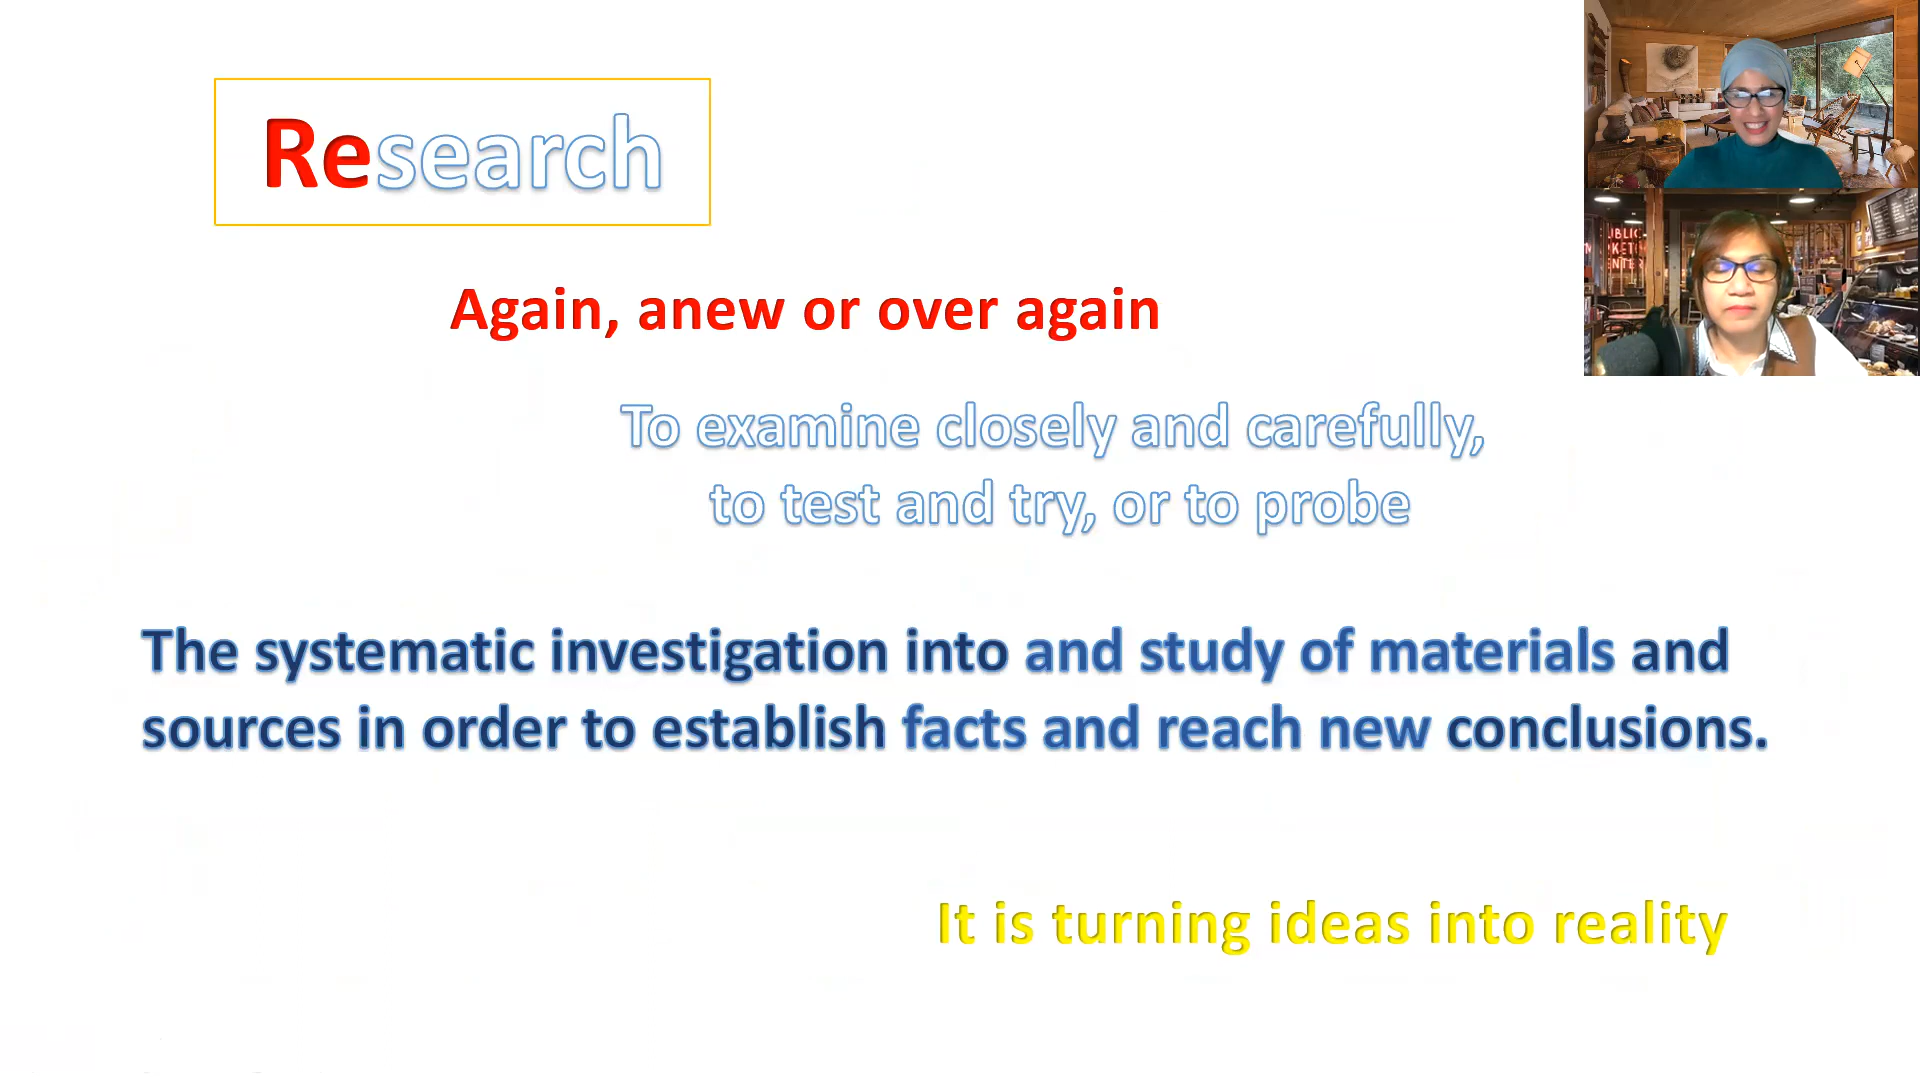 Research
Again, anew or over again
To examine closely and carefully,
to test and try, or to probe
The systematic investigation into and study of materials and
sources in order to establish facts and reach new conclusions.
It is turning ideas into reality